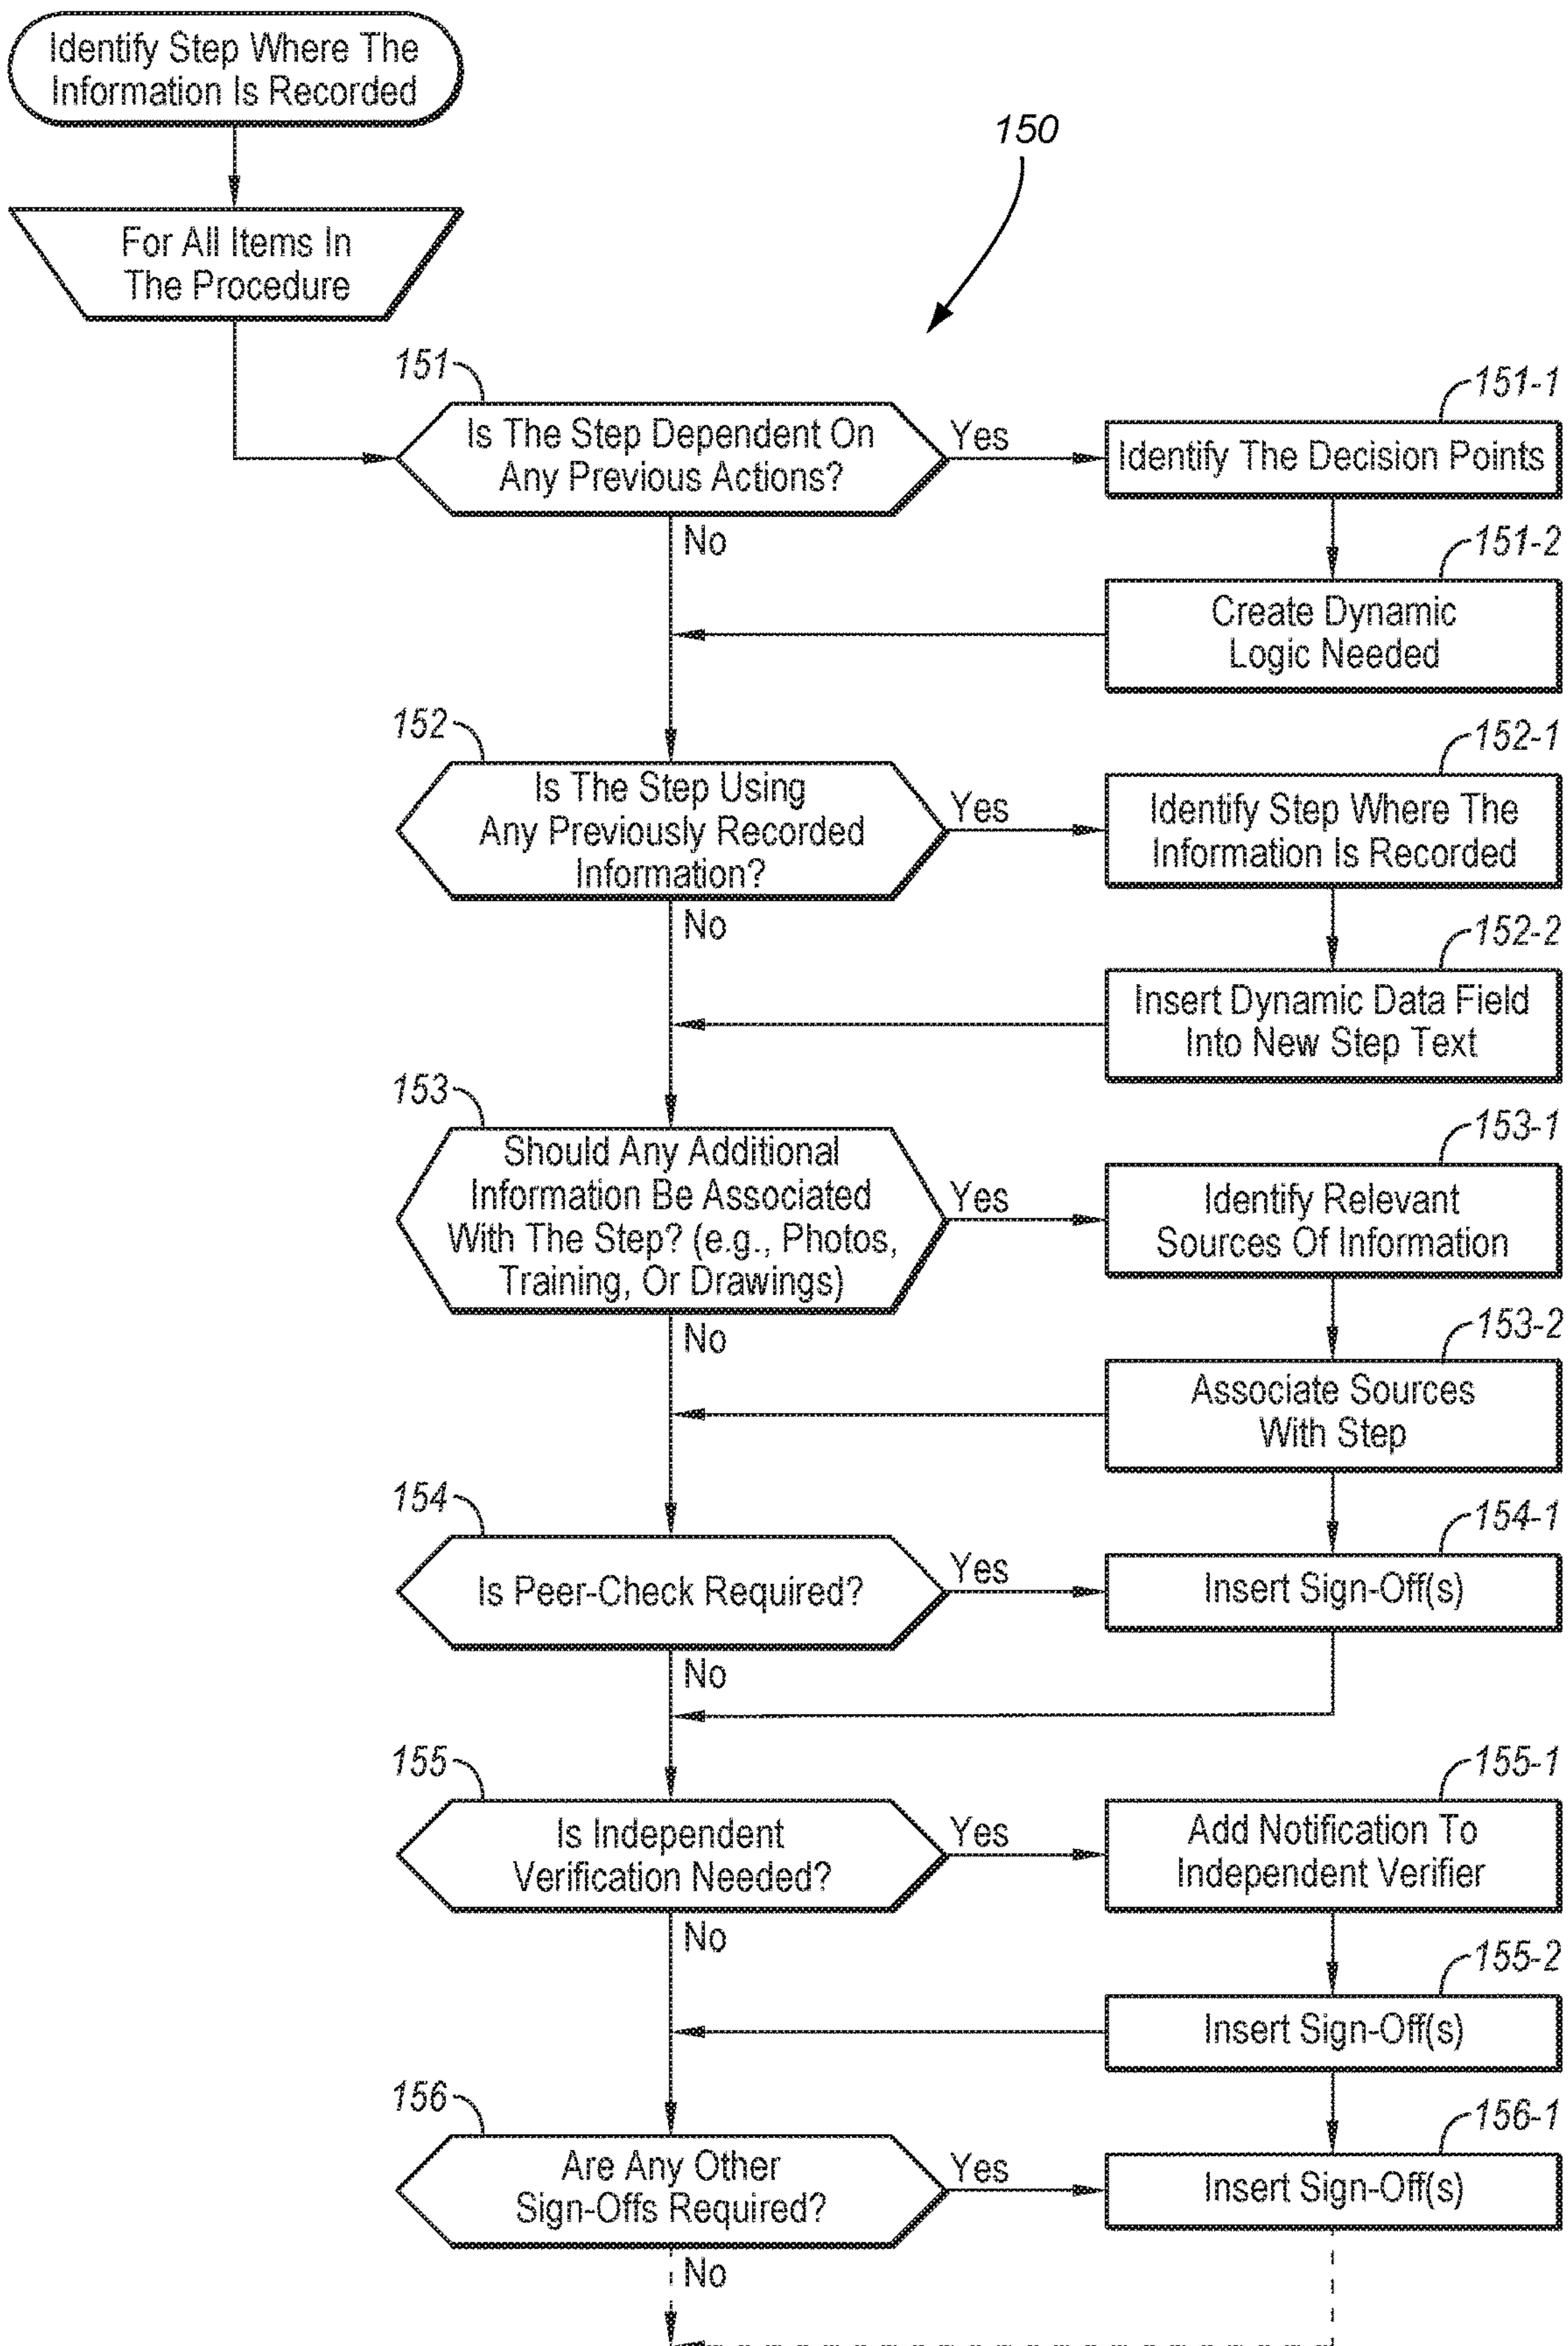 Identify Step Where The
Information Is Recorded
150
For All Items In
The Procedure
151
Is The Step Dependent On
Any Previous Actions?
Yes
151-1
Identify The Decision Points
No
151-2
Create Dynamic
Logic Needed
152
Is The Step Using
Any Previously Recorded
Information?
Yes
152-1
Identify Step Where The
Information Is Recorded
No
152-2
Insert Dynamic Data Field
Into New Step Text
153
Should Any Additional
Information Be Associated
With The Step? (e.g., Photos,
Training, Or Drawings)
Yes
153-1
Identify Relevant
Sources Of Information
No
153-2
Associate Sources
With Step
154
Is Peer-Check Required?
Yes
154-1
Insert Sign-Off(s)
No
155
Is Independent
Verification Needed?
Yes
155-1
Add Notification To
Independent Verifier
No
155-2
Insert Sign-Off(s)
156
Are Any Other
Sign-Offs Required?
Yes
156-1
Insert Sign-Off(s)
No